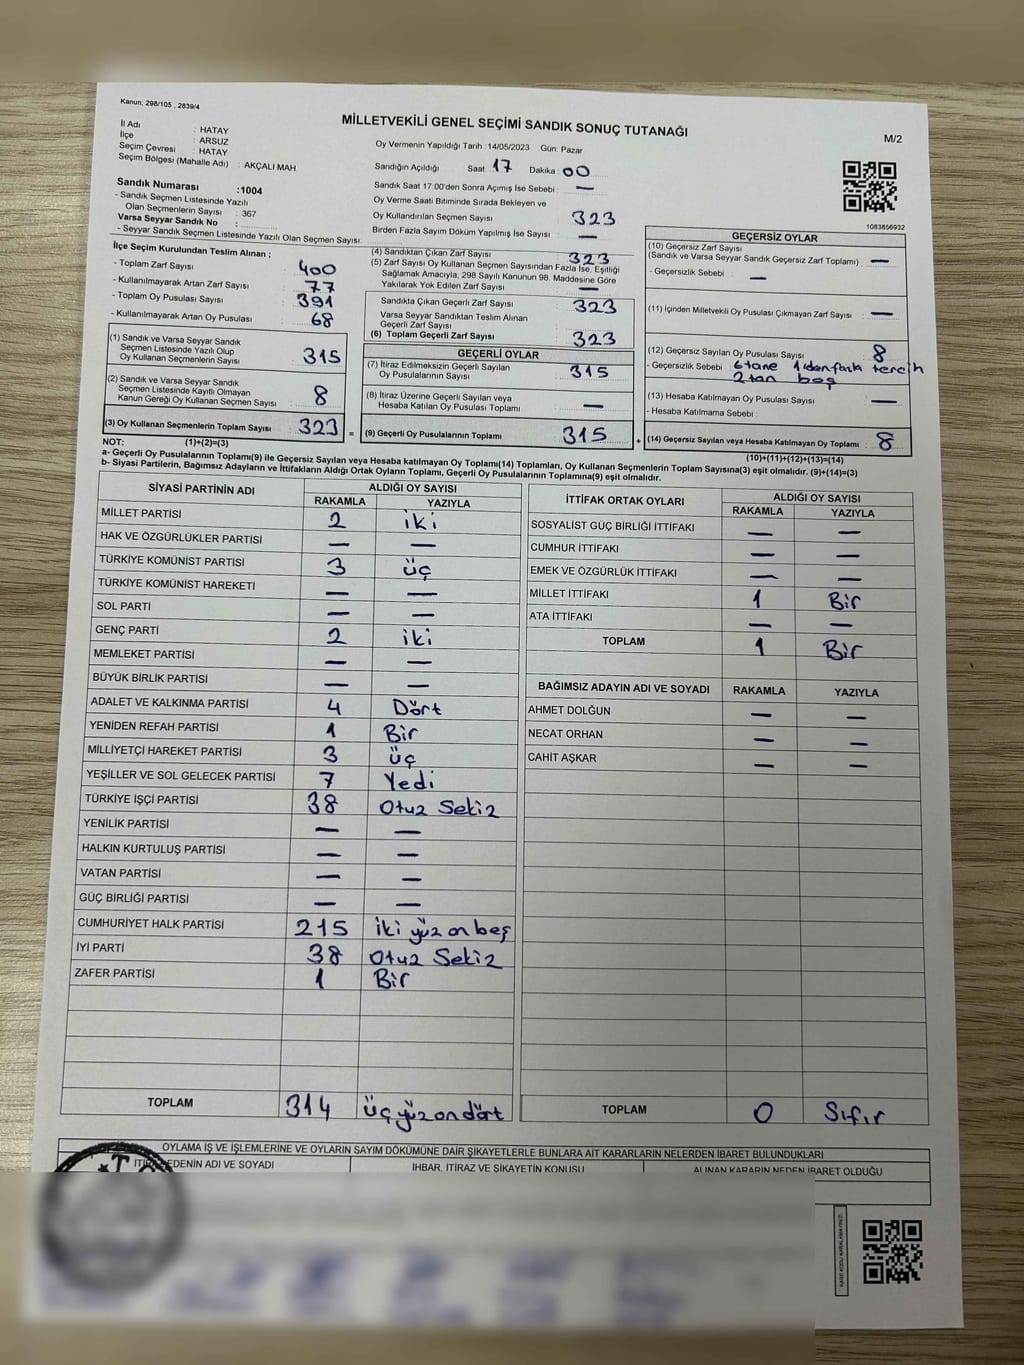 Kanun; 298/105 , 2839/4
MİLLETVEKİLİ GENEL SEÇİMİ SANDIK SONUÇ TUTANAĞI
M/2
İl Adı : HATAY
İlçe : ARSUZ
Seçim Çevresi : HATAY
Seçim Bölgesi (Mahalle Adı) : AKÇALI MAH.
Oy Vermenin Yapıldığı Tarih :14/05/2023 Gün: Pazar
Sandığın Açıldığı Saat: 17 Dakika: 00
Sandık Saat 17:00'den Sonra Açımış İse Sebebi : —
Oy Verme Saati Bitiminde Sırada Bekleyen ve
Oy Kullandırılan Seçmen Sayısı 323
Birden Fazla Sayım Döküm Yapılmış İse Sayısı : —
Sandık Numarası :1004
- Sandık Seçmen Listesinde Yazılı
Olan Seçmenlerin Sayısı : 367
Varsa Seyyar Sandık No :
- Seyyar Sandık Seçmen Listesinde Yazılı Olan Seçmen Sayısı:
1083856932
İlçe Seçim Kurulundan Teslim Alınan ;
- Toplam Zarf Sayısı : 400
- Kullanılmayarak Artan Zarf Sayısı : 77
- Toplam Oy Pusulası Sayısı : 391
- Kullanılmayarak Artan Oy Pusulası : 68
(1) Sandık ve Varsa Seyyar Sandık
Seçmen Listesinde Yazılı Olup
Oy Kullanan Seçmenlerin Sayısı : 315
(2) Sandık ve Varsa Seyyar Sandık
Seçmen Listesinde Kayıtlı Olmayan
Kanun Gereği Oy Kullanan Seçmen Sayısı : 8
(3) Oy Kullanan Seçmenlerin Toplam Sayısı : 323 =
(4) Sandıktan Çıkan Zarf Sayısı : 323
(5) Zarf Sayısı Oy Kullanan Seçmen Sayısından Fazla İse, Eşitliği
Sağlamak Amacıyla; 298 Sayılı Kanunun 98. Maddesine Göre
Yakılarak Yok Edilen Zarf Sayısı : —
Sandıkta Çıkan Geçerli Zarf Sayısı : 323
Varsa Seyyar Sandıktan Teslim Alınan
Geçerli Zarf Sayısı
(6) Toplam Geçerli Zarf Sayısı : 323
GEÇERLİ OYLAR
(7) İtiraz Edilmeksizin Geçerli Sayılan
Oy Pusulalarının Sayısı : 315
(8) İtiraz Üzerine Geçerli Sayılan veya
Hesaba Katılan Oy Pusulası Toplamı : —
(9) Geçerli Oy Pusulalarının Toplamı : 315 +
GEÇERSİZ OYLAR
(10) Geçersiz Zarf Sayısı
(Sandık ve Varsa Seyyar Sandık Geçersiz Zarf Toplamı) : —
- Geçersizlik Sebebi : —
(11) İçinden Milletvekili Oy Pusulası Çıkmayan Zarf Sayısı : —
(12) Geçersiz Sayılan Oy Pusulası Sayısı : 8
- Geçersizlik Sebebi : 6 tane 1 den fazla tercih
2 tan boş
(13) Hesaba Katılmayan Oy Pusulası Sayısı : —
- Hesaba Katılmama Sebebi :
(14) Geçersiz Sayılan veya Hesaba Katılmayan Oy Toplamı : 8
NOT: (1)+(2)=(3)
(10)+(11)+(12)+(13)=(14)
a- Geçerli Oy Pusulalarının Toplamı(9) ile Geçersiz Sayılan veya Hesaba katılmayan Oy Toplamı(14) Toplamları, Oy Kullanan Seçmenlerin Toplam Sayısına(3) eşit olmalıdır. (9)+(14)=(3)
b- Siyasi Partilerin, Bağımsız Adayların ve İttifakların Aldığı Ortak Oyların Toplamı, Geçerli Oy Pusulalarının Toplamına(9) eşit olmalıdır.
SİYASİ PARTİNİN ADI ALDIĞI OY SAYISI
RAKAMLA YAZIYLA
MİLLET PARTİSİ 2 iki
HAK VE ÖZGÜRLÜKLER PARTİSİ — —
TÜRKİYE KOMÜNİST PARTİSİ 3 üç
TÜRKİYE KOMÜNİST HAREKETİ — —
SOL PARTİ — —
GENÇ PARTİ 2 iki
MEMLEKET PARTİSİ — —
BÜYÜK BİRLİK PARTİSİ — —
ADALET VE KALKINMA PARTİSİ 4 Dört
YENİDEN REFAH PARTİSİ 1 Bir
MİLLİYETÇİ HAREKET PARTİSİ 3 üç
YEŞİLLER VE SOL GELECEK PARTİSİ 7 Yedi
TÜRKİYE İŞÇİ PARTİSİ 38 Otuz Sekiz
YENİLİK PARTİSİ — —
HALKIN KURTULUŞ PARTİSİ — —
VATAN PARTİSİ — —
GÜÇ BİRLİĞİ PARTİSİ — —
CUMHURİYET HALK PARTİSİ 215 iki yüz on beş
İYİ PARTİ 38 Otuz Sekiz
ZAFER PARTİSİ 1 Bir
TOPLAM 314 üç yüz on dört
İTTİFAK ORTAK OYLARI ALDIĞI OY SAYISI
RAKAMLA YAZIYLA
SOSYALİST GÜÇ BİRLİĞİ İTTİFAKI — —
CUMHUR İTTİFAKI — —
EMEK VE ÖZGÜRLÜK İTTİFAKI — —
MİLLET İTTİFAKI 1 Bir
ATA İTTİFAKI — —
TOPLAM 1 Bir
BAĞIMSIZ ADAYIN ADI VE SOYADI RAKAMLA YAZIYLA
AHMET DOLĞUN — —
NECAT ORHAN — —
CAHİT AŞKAR — —
TOPLAM 0 Sıfır
OYLAMA İŞ VE İŞLEMLERİNE VE OYLARIN SAYIM DÖKÜMÜNE DAİR ŞİKAYETLERLE BUNLARA AİT KARARLARIN NELERDEN İBARET BULUNDUKLARI
İTİRAZ EDENİN ADI VE SOYADI İHBAR, İTİRAZ VE ŞİKAYETİN KONUSU ALINAN KARARIN NEDEN İBARET OLDUĞU